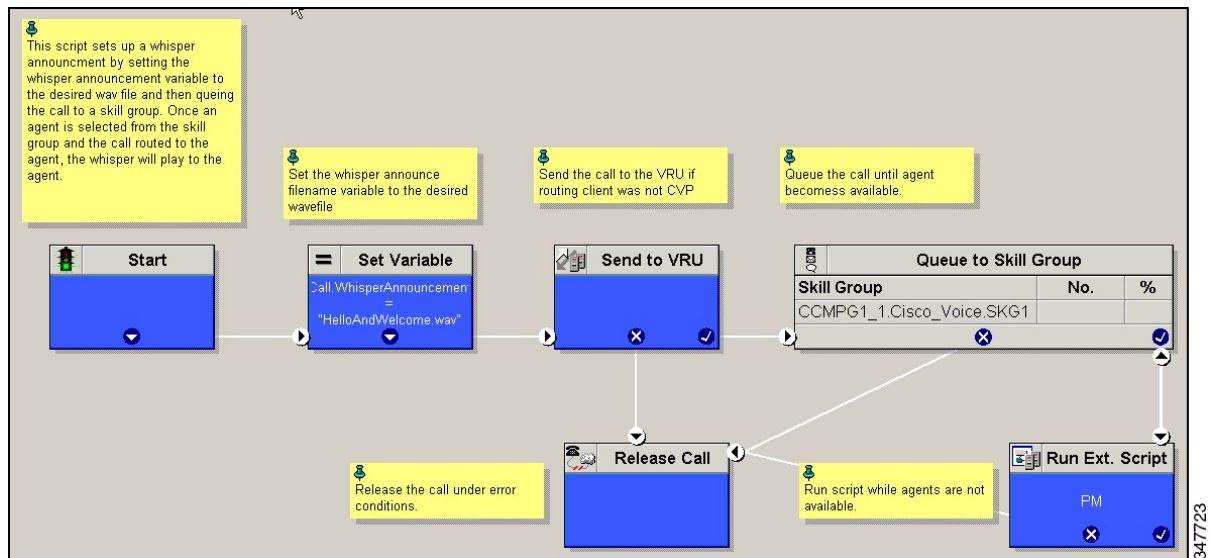 This script sets up a whisper
announcment by setting the
whisper announcement variable to
the desired wav file and then queing
the call to a skill group. Once an
agent is selected from the skill
group and the call routed to the
agent, the whisper will play to the
agent.
Set the whisper announce
filename variable to the desired
wavefile
Send the call to the VRU if
routing client was not CVP
Queue the call until agent
becomess available.
Start
= Set Variable
Call.WhisperAnnouncemen
=
"HelloAndWelcome.wav"
Send to VRU
Queue to Skill Group
Skill Group No. %
CCMPG1_1.Cisco_Voice.SKG1
Release the call under error
conditions.
Release Call
Run script while agents are not
available.
Run Ext. Script
PM
347723